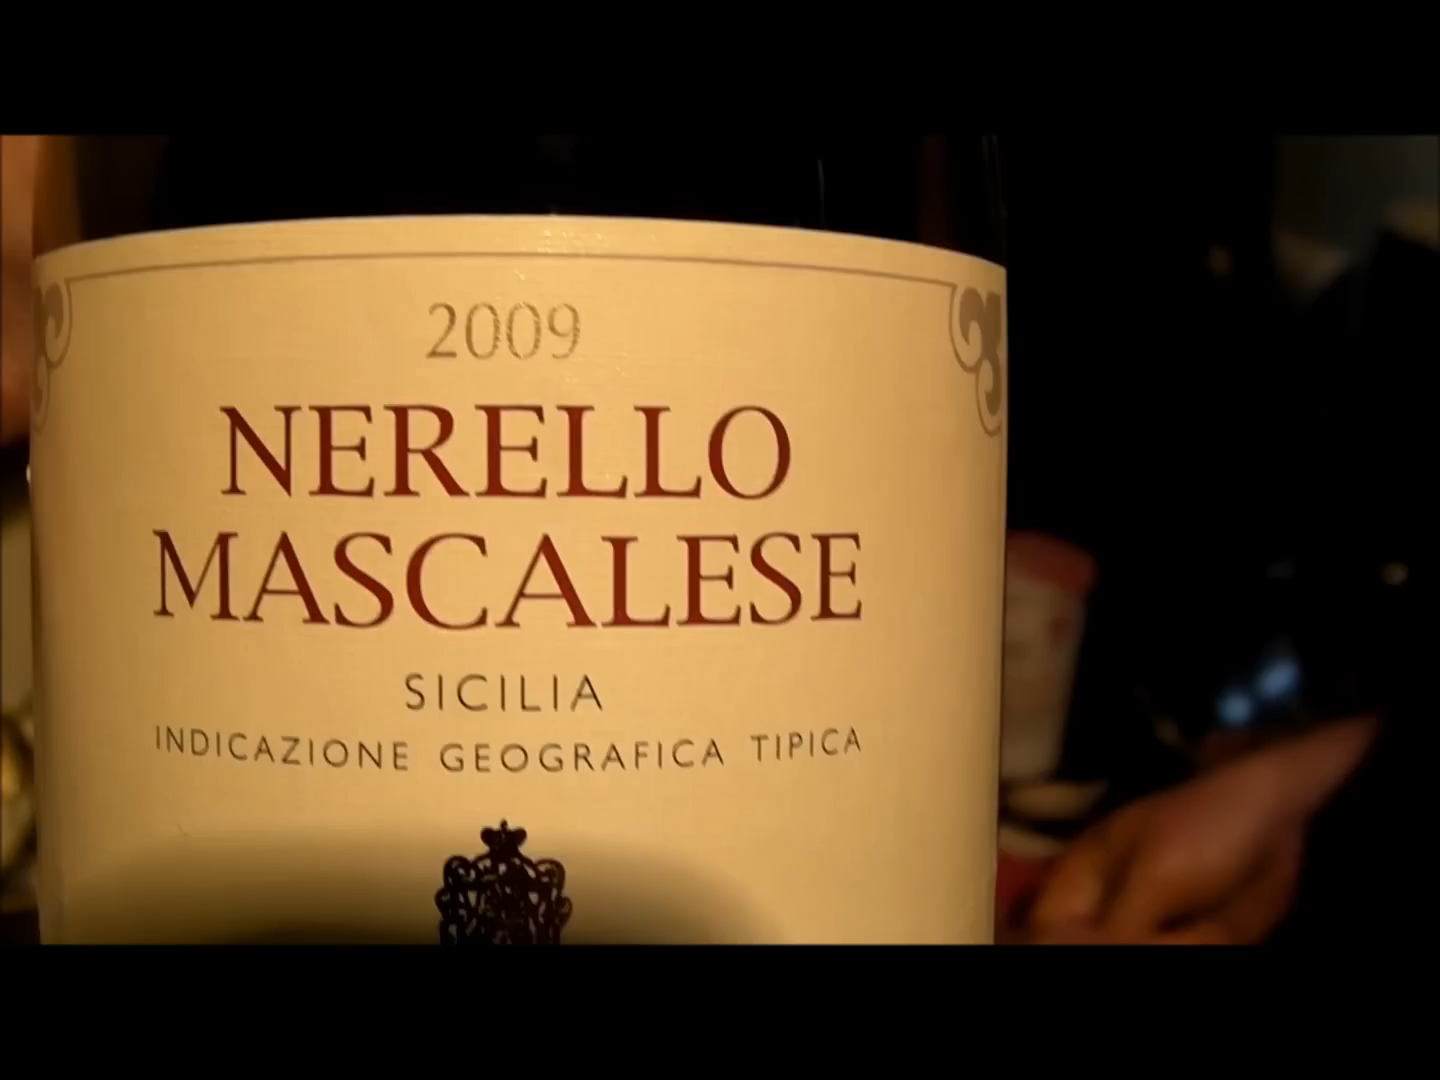 2009
NERELLO
MASCALESE
SICILIA
INDICAZIONE GEOGRAFICA TIPICA